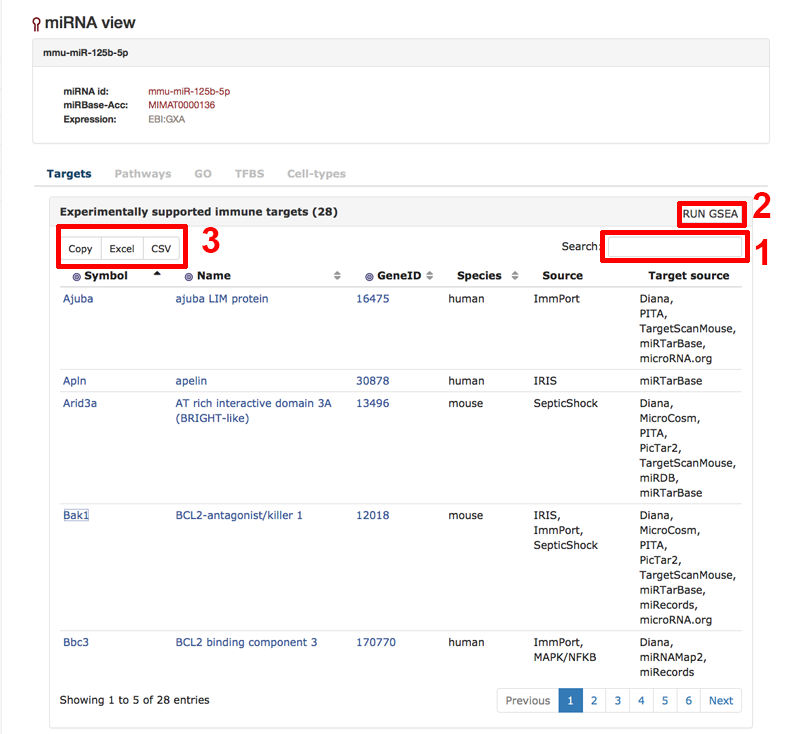 miRNA view
mmu-miR-125b-5p
miRNA id: mmu-miR-125b-5p
miRBase-Acc: MIMAT0000136
Expression: EBI:GXA
Targets Pathways GO TFBS Cell-types
Experimentally supported immune targets (28) RUN GSEA 2
Copy Excel CSV 3 Search: 1
Symbol Name GeneID Species Source Target source
Ajuba ajuba LIM protein 16475 human ImmPort Diana,
PITA,
TargetScanMouse,
miRTarBase,
microRNA.org
Apln apelin 30878 human IRIS miRTarBase
Arid3a AT rich interactive domain 3A 13496 mouse SepticShock Diana,
(BRIGHT-like) MicroCosm,
PITA,
PicTar2,
TargetScanMouse,
miRDB,
miRTarBase
Bak1 BCL2-antagonist/killer 1 12018 mouse IRIS, Diana,
ImmPort, MicroCosm,
SepticShock PITA,
PicTar2,
TargetScanMouse,
miRTarBase,
miRecords,
microRNA.org
Bbc3 BCL2 binding component 3 170770 human ImmPort, Diana,
MAPK/NFKB miRNAMap2,
miRecords
Showing 1 to 5 of 28 entries Previous 1 2 3 4 5 6 Next